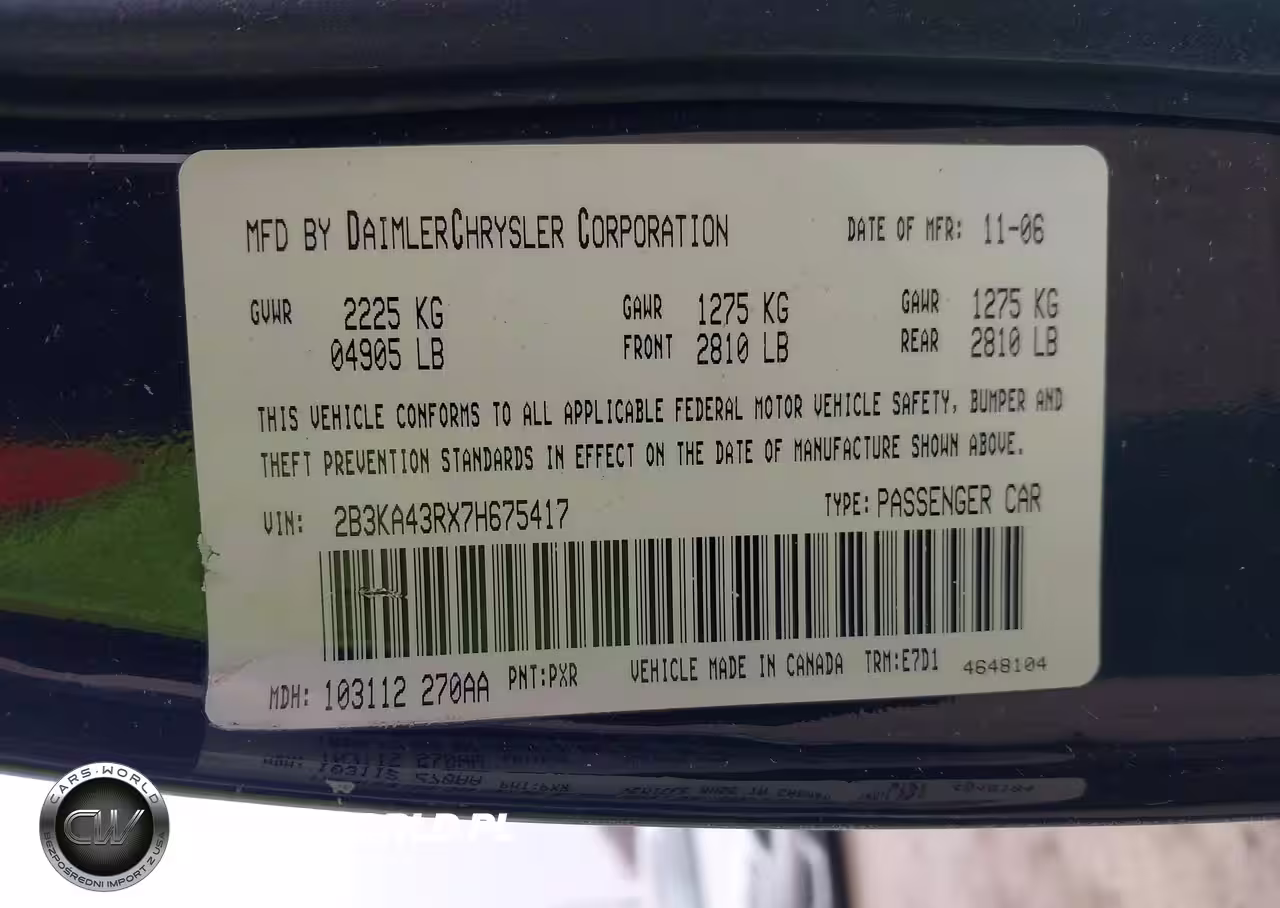 MFD BY DAIMLERCHRYSLER CORPORATION DATE OF MFR: 11-06
GVWR 2225 KG GAWR 1275 KG GAWR 1275 KG
04905 LB FRONT 2810 LB REAR 2810 LB
THIS VEHICLE CONFORMS TO ALL APPLICABLE FEDERAL MOTOR VEHICLE SAFETY, BUMPER AND
THEFT PREVENTION STANDARDS IN EFFECT ON THE DATE OF MANUFACTURE SHOWN ABOVE.
VIN: 2B3KA43RX7H675417 TYPE: PASSENGER CAR
MDH: 103112 270AA PNT:PXR VEHICLE MADE IN CANADA TRM:E7D1 4648104
CARS-WORLD
CW
BEZPOŚREDNI IMPORT Z USA